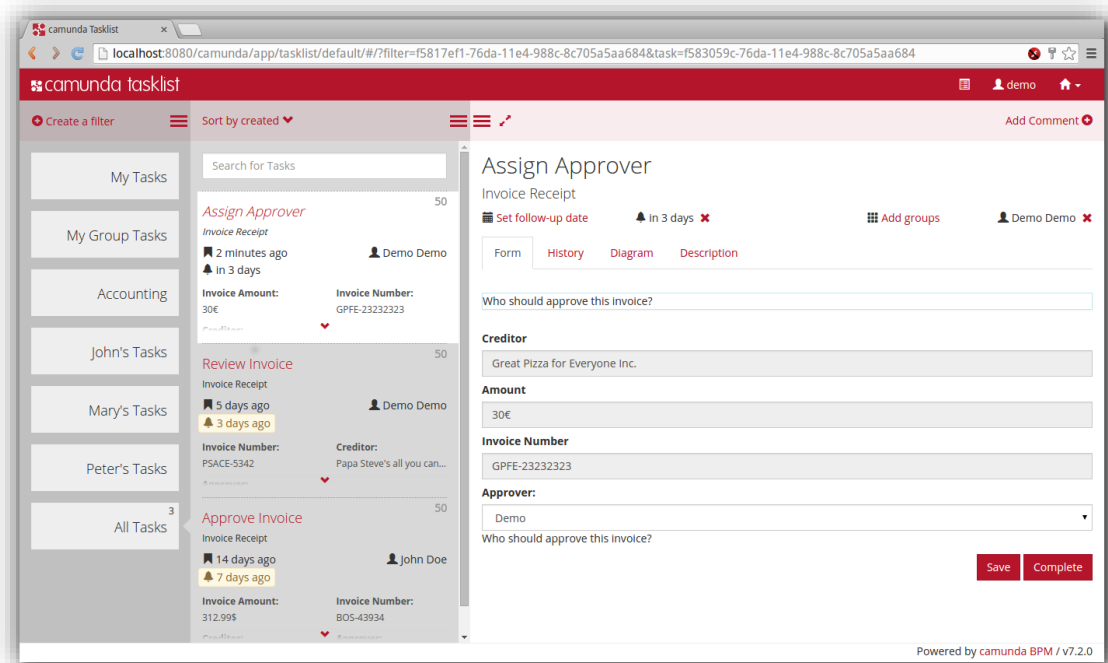 camunda Tasklist
localhost:8080/camunda/app/tasklist/default/#/?filter=f5817ef1-76da-11e4-988c-8c705a5aa684&task=f583059c-76da-11e4-988c-8c705a5aa684
camunda tasklist
demo
Create a filter
Sort by created
Add Comment
My Tasks
My Group Tasks
Accounting
John's Tasks
Mary's Tasks
Peter's Tasks
3
All Tasks
Search for Tasks
50
Assign Approver
Invoice Receipt
2 minutes ago Demo Demo
in 3 days
Invoice Amount: Invoice Number:
30€ GPFE-23232323
Creditor:
50
Review Invoice
Invoice Receipt
5 days ago Demo Demo
3 days ago
Invoice Number: Creditor:
PSACE-5342 Papa Steve's all you can...
Approver:
50
Approve Invoice
Invoice Receipt
14 days ago John Doe
7 days ago
Invoice Amount: Invoice Number:
312.99$ BOS-43934
Creditor: Approver:
Assign Approver
Invoice Receipt
Set follow-up date in 3 days Add groups Demo Demo
Form History Diagram Description
Who should approve this invoice?
Creditor
Great Pizza for Everyone Inc.
Amount
30€
Invoice Number
GPFE-23232323
Approver:
Demo
Who should approve this invoice?
Save Complete
Powered by camunda BPM / v7.2.0